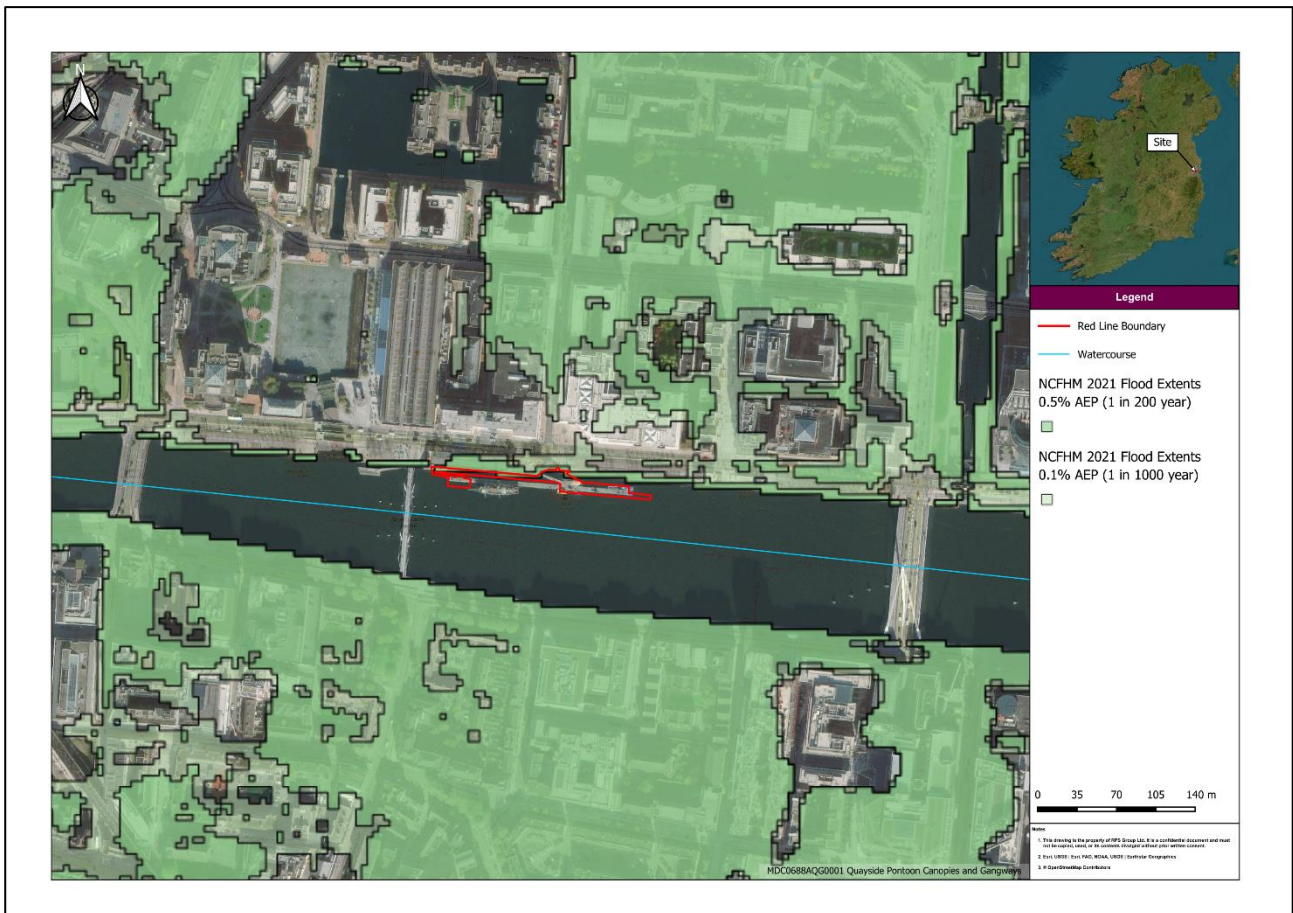 N
Site
Legend
Red Line Boundary
Watercourse
NCFHM 2021 Flood Extents
0.5% AEP (1 in 200 year)
NCFHM 2021 Flood Extents
0.1% AEP (1 in 1000 year)
0 35 70 105 140 m
Notes
1. This drawing is the property of RPS Group Ltd. It is a confidential document and must
not be copied, used, or its contents divulged without prior written consent.
2. Esri, USGS | Esri, FAO, NOAA, USGS | Earthstar Geographics
3. © OpenStreetMap Contributors
MDC0688AQG0001 Quayside Pontoon Canopies and Gangways